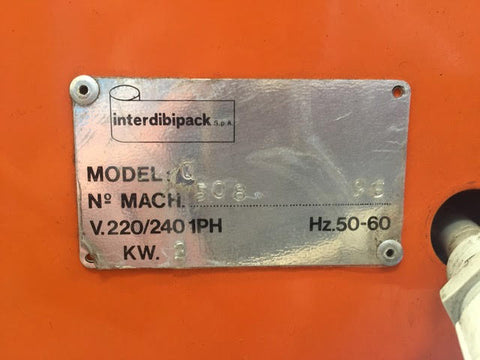 interdibipack S.p.A.
MODEL:
Nº MACH.
V.220/240 1PH Hz.50-60
KW.